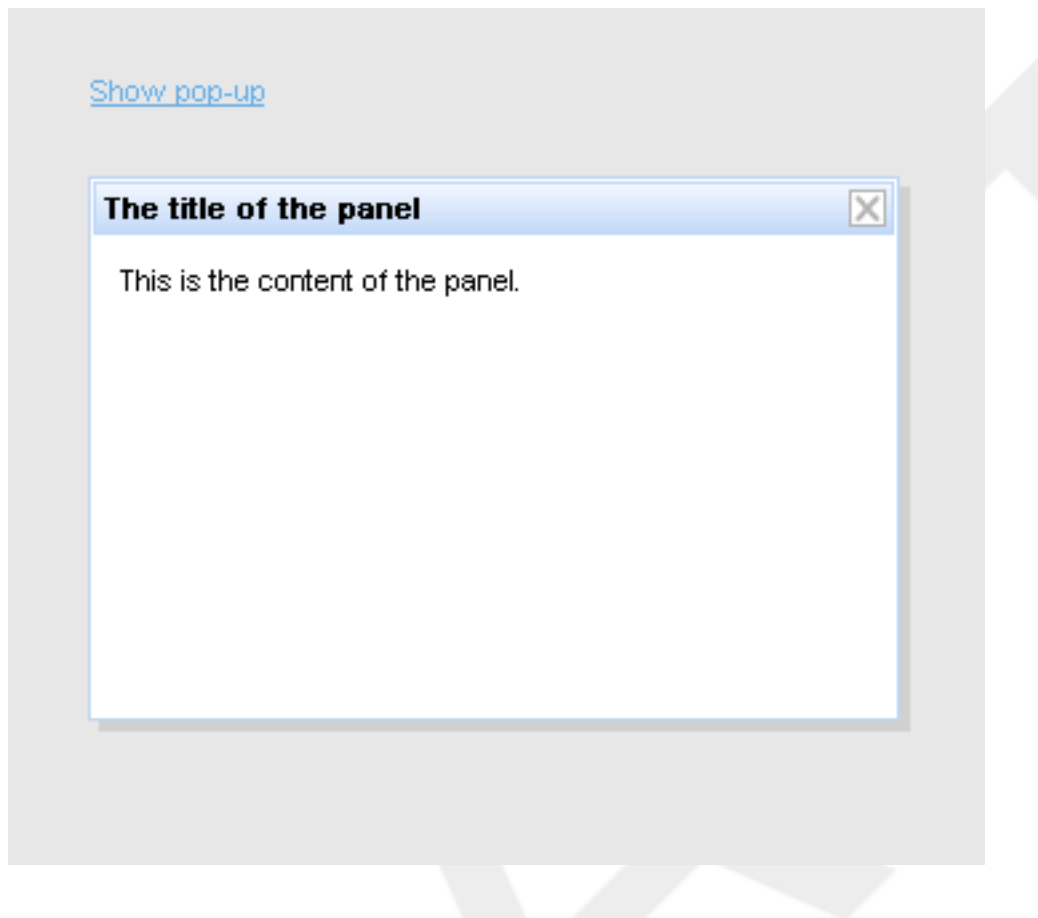 Show pop-up
The title of the panel
This is the content of the panel.